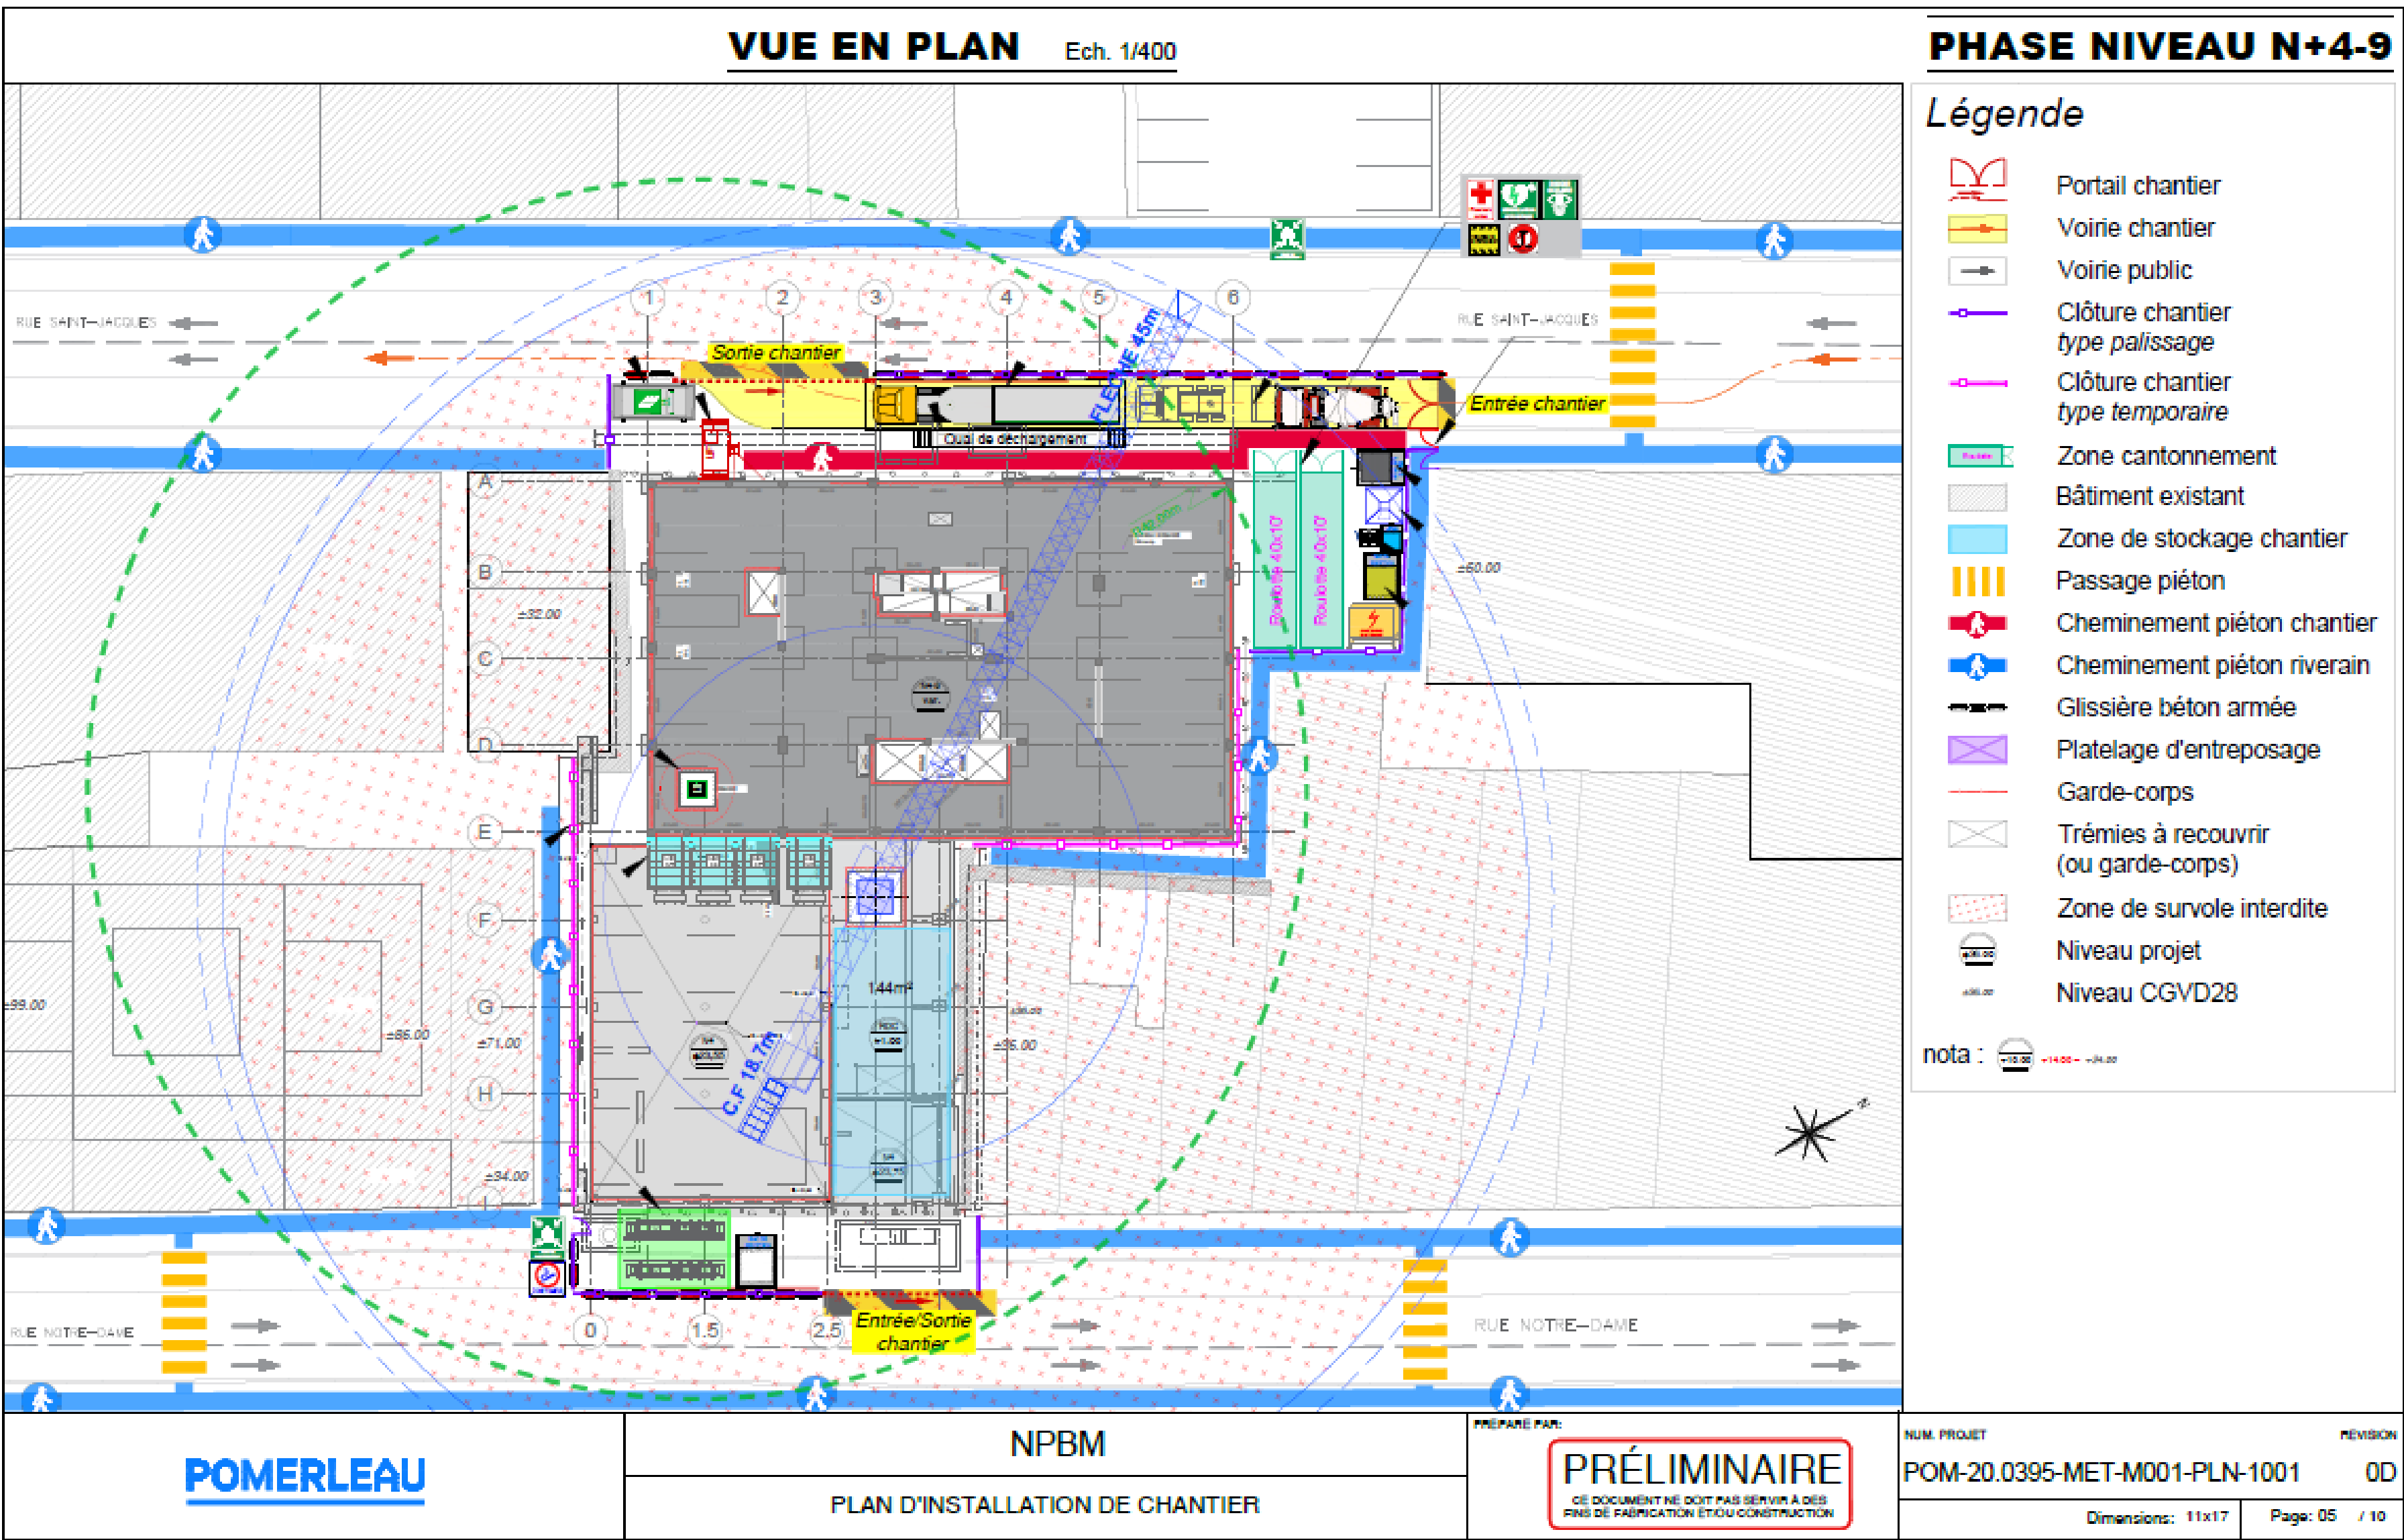 VUE EN PLAN Ech. 1/400
PHASE NIVEAU N+4-9
Légende
Portail chantier
Voirie chantier
Voirie public
Clôture chantier
type palissage
Clôture chantier
type temporaire
Zone cantonnement
Bâtiment existant
Zone de stockage chantier
Passage piéton
Cheminement piéton chantier
Cheminement piéton riverain
Glissière béton armée
Platelage d'entreposage
Garde-corps
Trémies à recouvrir
(ou garde-corps)
Zone de survole interdite
Niveau projet
Niveau CGVD28
nota :
1 2 3 4 5 6
RUE SAINT-JACQUES
RUE SAINT-JACQUES
Sortie chantier
FLECHE 45m
Entrée chantier
Quai de déchargement
A
B
C
D
E
F
G
H
I
Roulotte 40x10'
Roulotte 40x10'
±60.00
±32.00
±99.00
±86.00
±71.00
±34.00
144m²
C.F 18.7m
RUE NOTRE-DAME
0 1.5 2.5
Entrée/Sortie
chantier
RUE NOTRE-DAME
POMERLEAU
NPBM
PLAN D'INSTALLATION DE CHANTIER
PRÉPARÉ PAR:
PRÉLIMINAIRE
CE DOCUMENT NE DOIT PAS SERVIR À DES
FINS DE FABRICATION ET/OU CONSTRUCTION
NUM. PROJET REVISION
POM-20.0395-MET-M001-PLN-1001 0D
Dimensions: 11x17 Page: 05 / 10